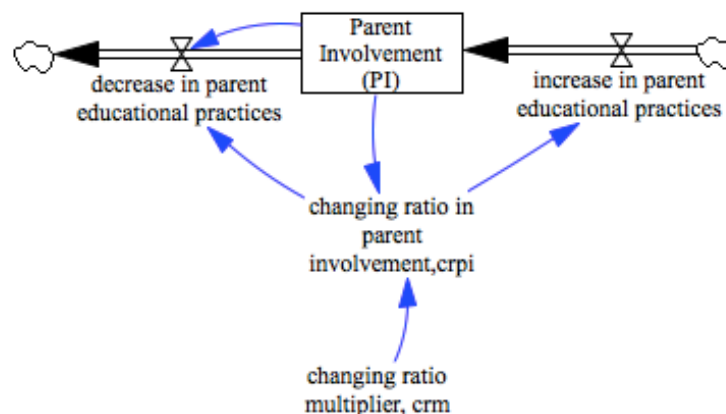 Parent
Involvement
(PI)
decrease in parent
educational practices
increase in parent
educational practices
changing ratio in
parent
involvement,crpi
changing ratio
multiplier, crm